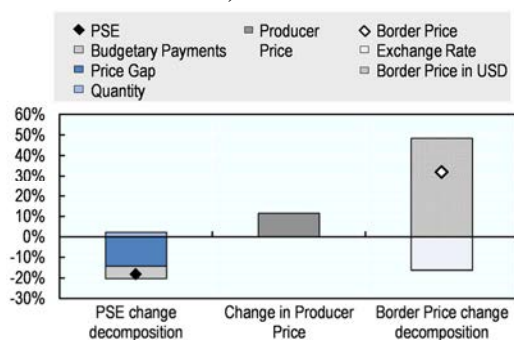 PSE
Budgetary Payments
Price Gap
Quantity
Producer
Price
Border Price
Exchange Rate
Border Price in USD
60%
50%
40%
30%
20%
10%
0%
-10%
-20%
-30%
PSE change
decomposition
Change in Producer
Price
Border Price change
decomposition